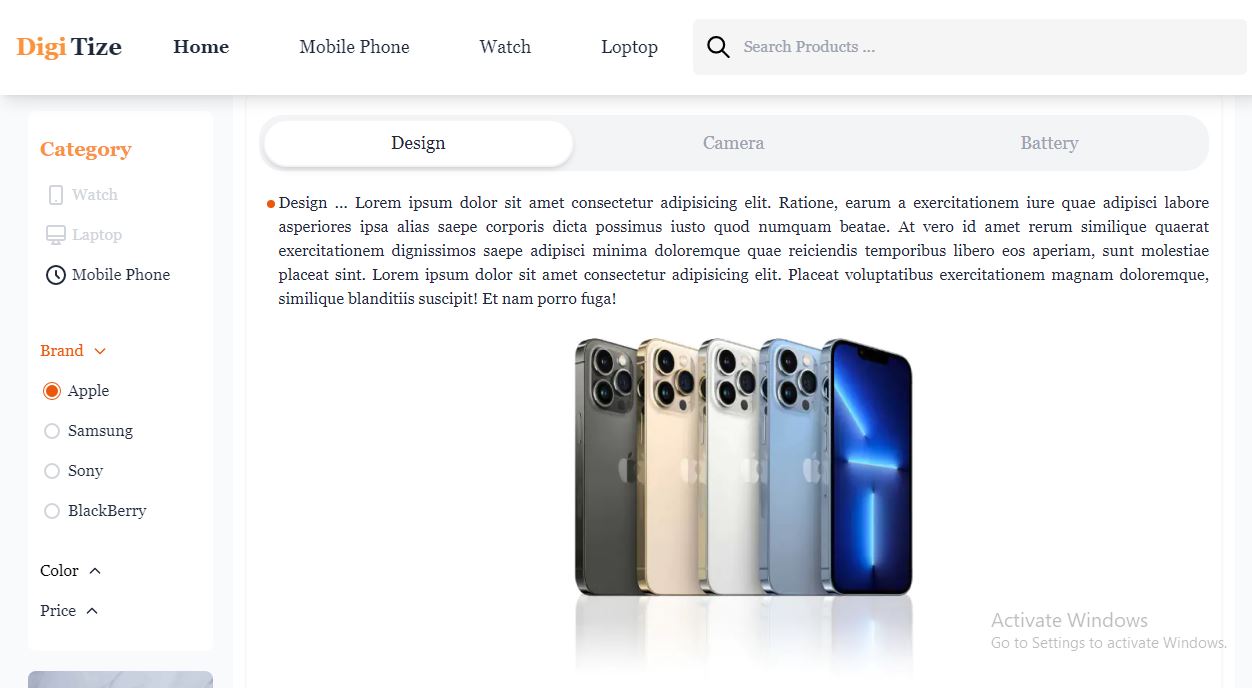 Digi Tize
Home
Mobile Phone
Watch
Loptop
Search Products ...
Category
Watch
Laptop
Mobile Phone
Brand
Apple
Samsung
Sony
BlackBerry
Color
Price
Design
Camera
Battery
Design ... Lorem ipsum dolor sit amet consectetur adipisicing elit. Ratione, earum a exercitationem iure quae adipisci labore
asperiores ipsa alias saepe corporis dicta possimus iusto quod numquam beatae. At vero id amet rerum similique quaerat
exercitationem dignissimos saepe adipisci minima doloremque quae reiciendis temporibus libero eos aperiam, sunt molestiae
placeat sint. Lorem ipsum dolor sit amet consectetur adipisicing elit. Placeat voluptatibus exercitationem magnam doloremque,
similique blanditiis suscipit! Et nam porro fuga!
Activate Windows
Go to Settings to activate Windows.